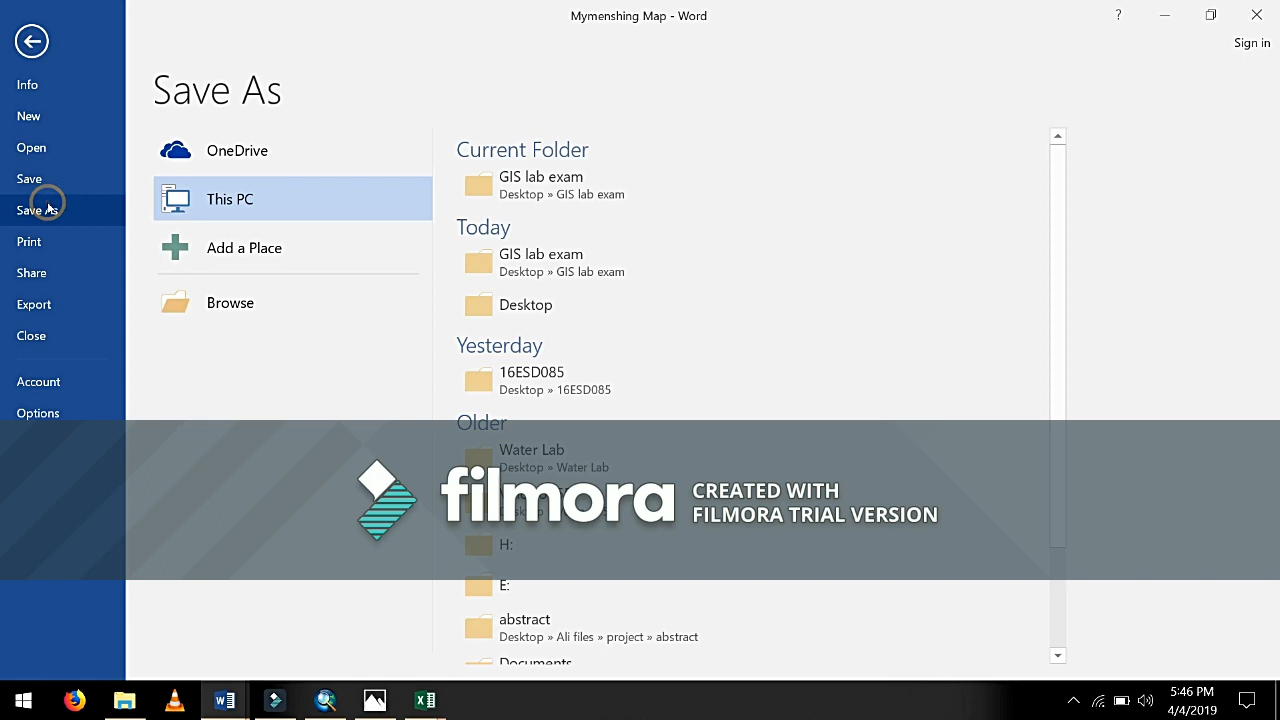 Mymenshing Map - Word
?
Sign in
Info
New
Open
Save
Save As
Print
Share
Export
Close
Account
Options
Save As
OneDrive
This PC
Add a Place
Browse
Current Folder
GIS lab exam
Desktop » GIS lab exam
Today
GIS lab exam
Desktop » GIS lab exam
Desktop
Yesterday
16ESD085
Desktop » 16ESD085
Older
Water Lab
Desktop » Water Lab
H:
E:
abstract
Desktop » Ali files » project » abstract
Documents
filmora
CREATED WITH
FILMORA TRIAL VERSION
5:46 PM
4/4/2019